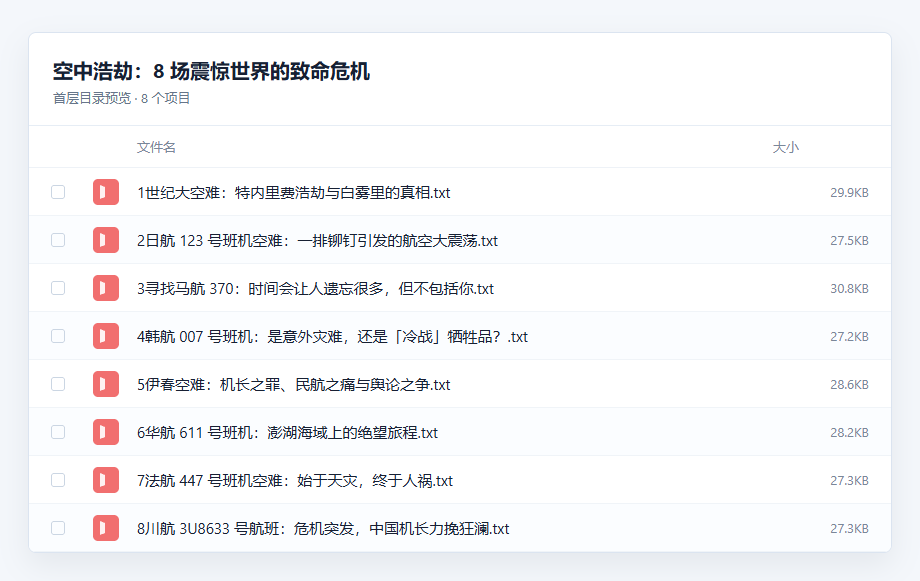 空中浩劫：8 场震惊世界的致命危机
首层目录预览 · 8 个项目
文件名 大小
1世纪大空难：特内里费浩劫与白雾里的真相.txt 29.9KB
2日航 123 号班机空难：一排铆钉引发的航空大震荡.txt 27.5KB
3寻找马航 370：时间会让人遗忘很多，但不包括你.txt 30.8KB
4韩航 007 号班机：是意外灾难，还是「冷战」牺牲品？.txt 27.2KB
5伊春空难：机长之罪、民航之痛与舆论之争.txt 28.6KB
6华航 611 号班机：澎湖海域上的绝望旅程.txt 28.2KB
7法航 447 号班机空难：始于天灾，终于人祸.txt 27.3KB
8川航 3U8633 号航班：危机突发，中国机长力挽狂澜.txt 27.3KB